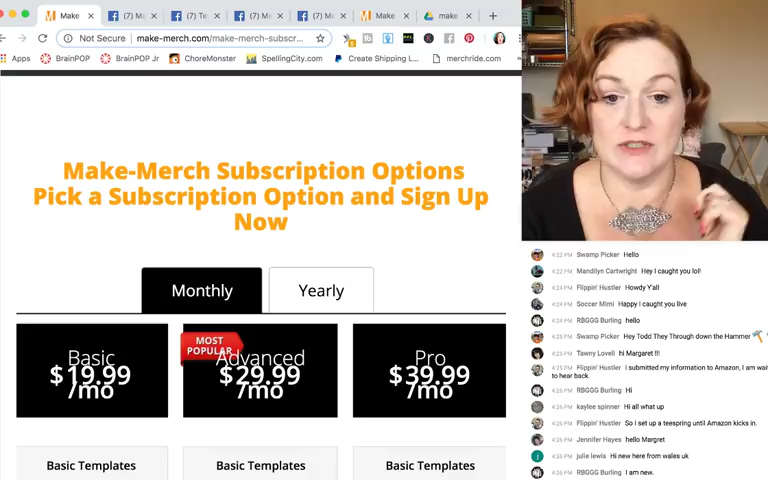 Make
(7) Ma
(7) Te
(7) M
(7) M
Make
make
Not Secure
make-merch.com/make-merch-subscr...
Apps
BrainPOP
BrainPOP Jr
ChoreMonster
SpellingCity.com
Create Shipping L...
merchride.com
Make-Merch Subscription Options
Pick a Subscription Option and Sign Up
Now
Monthly
Yearly
MOST
POPULAR
Basic
$19.99
/mo
Advanced
$29.99
/mo
Pro
$39.99
/mo
Basic Templates
Basic Templates
Basic Templates
4:22 PM Swamp Picker Hello
4:22 PM Mandilyn Cartwright Hey I caught you lol!
4:23 PM Flippin' Hustler Howdy Y'all
4:24 PM Soccer Mimi Happy I caught you live
4:24 PM RBGGG Burling hello
4:25 PM Swamp Picker Hey Todd They Through down the Hammer
4:25 PM Tawny Lovell hi Margaret !!!
4:25 PM Flippin' Hustler I submitted my information to Amazon, I am wai
to hear back.
4:26 PM RBGGG Burling Hi
4:26 PM kaylee spinner Hi all what up
4:26 PM Flippin' Hustler So I set up a teespring until Amazon kicks in.
4:26 PM Jennifer Hayes hello Margret
4:26 PM julie lewis Hi new here from wales uk
4:26 PM RBGGG Burling I am new.